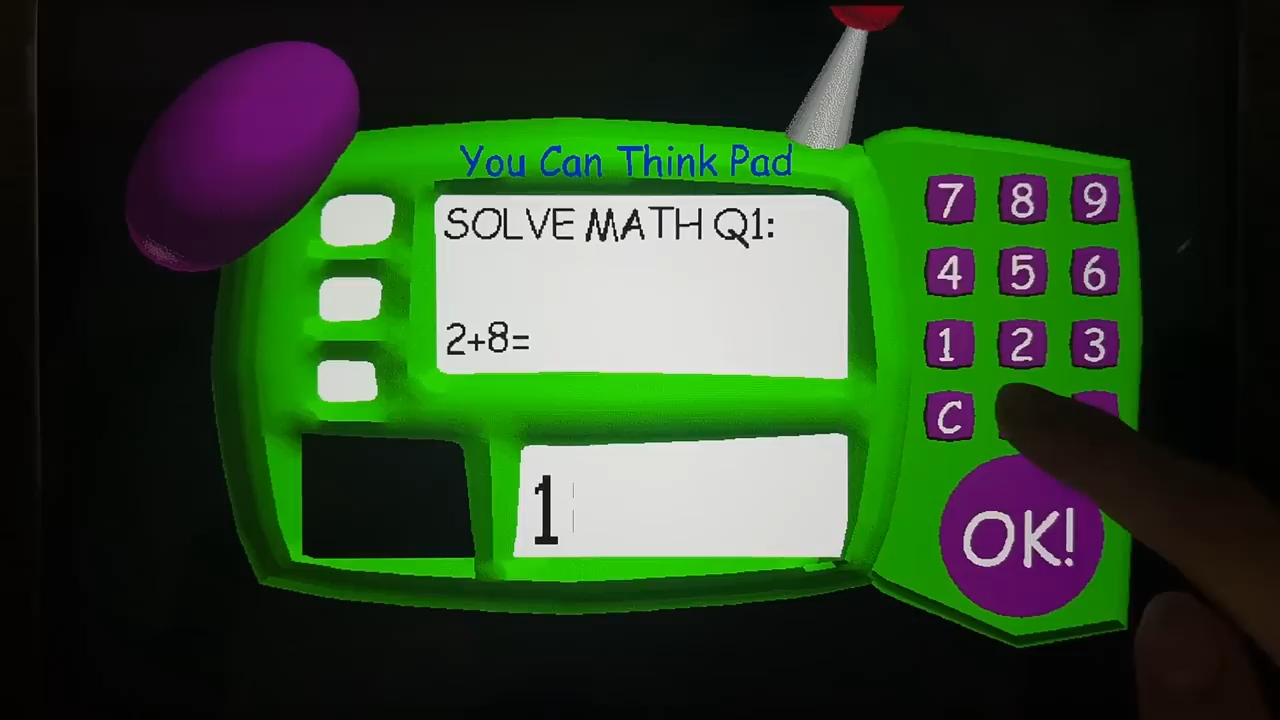 You Can Think Pad
SOLVE MATH Q1:
2+8=
1
7 8 9
4 5 6
1 2 3
C
OK!